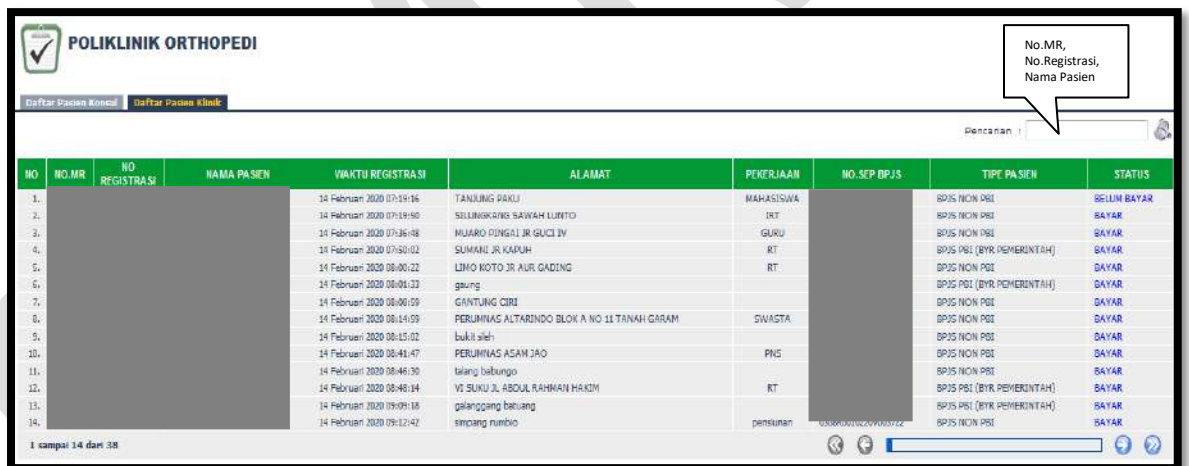 POLIKLINIK ORTHOPEDI
No.MR,
No.Registrasi,
Nama Pasien
Daftar Pasien Konsul Daftar Pasien Klinik
Pencarian :
NO NO.MR NO REGISTRASI NAMA PASIEN WAKTU REGISTRASI ALAMAT PEKERJAAN NO.SEP BPJS TIPE PASIEN STATUS
1. 14 Februari 2020 07:19:16 TANJUNG PAKU MAHASISWA BPJS NON PBI BELUM BAYAR
2. 14 Februari 2020 07:19:50 SILUNGKANG SAWAH LUNTO IRT BPJS NON PBI BAYAR
3. 14 Februari 2020 07:36:48 MUARO PINGAI JR GUCI IV GURU BPJS NON PBI BAYAR
4. 14 Februari 2020 07:50:02 SUMANI JR KAPUH RT BPJS PBI (BYR PEMERINTAH) BAYAR
5. 14 Februari 2020 08:00:22 LIMO KOTO JR AUR GADING RT BPJS NON PBI BAYAR
6. 14 Februari 2020 08:01:33 gaung BPJS PBI (BYR PEMERINTAH) BAYAR
7. 14 Februari 2020 08:08:59 GANTUNG CIRI BPJS NON PBI BAYAR
8. 14 Februari 2020 08:14:59 PERUMNAS ALTARINDO BLOK A NO 11 TANAH GARAM SWASTA BPJS NON PBI BAYAR
9. 14 Februari 2020 08:15:02 bukit sileh BPJS NON PBI BAYAR
10. 14 Februari 2020 08:41:47 PERUMNAS ASAM JAO PNS BPJS NON PBI BAYAR
11. 14 Februari 2020 08:46:30 talang babungo BPJS NON PBI BAYAR
12. 14 Februari 2020 08:48:14 VI SUKU JL ABDUL RAHMAN HAKIM RT BPJS PBI (BYR PEMERINTAH) BAYAR
13. 14 Februari 2020 09:09:18 galanggang batuang BPJS PBI (BYR PEMERINTAH) BAYAR
14. 14 Februari 2020 09:12:42 simpang rumbio pensiunan BPJS NON PBI BAYAR
1 sampai 14 dari 38